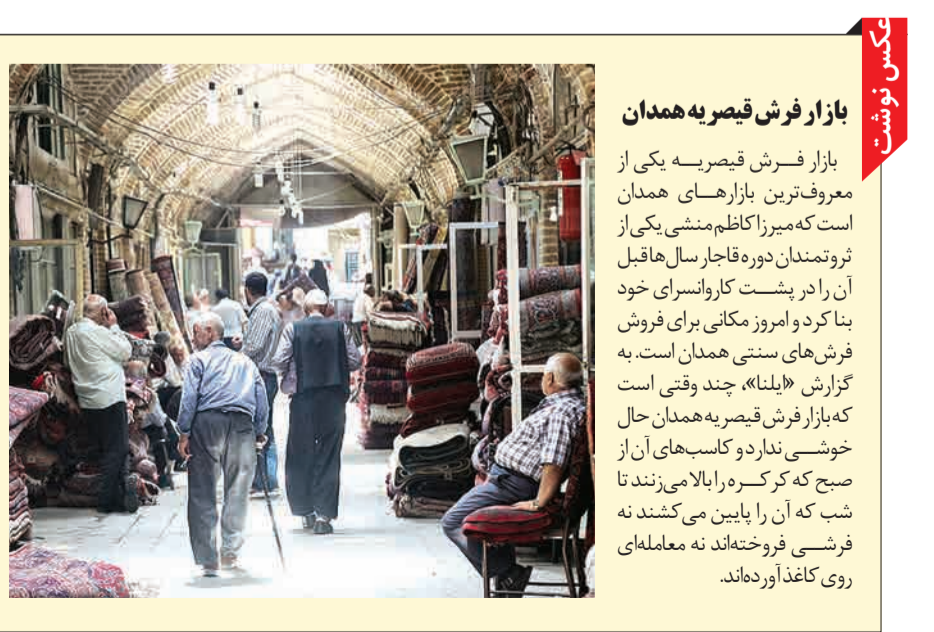 عکس نوشت
بازار فرش قیصریه همدان
بازار فرش قیصریه یکی از
معروف‌ترین بازارهای همدان
است که میرزا کاظم منشی یکی از
ثروتمندان دوره قاجار سال‌ها قبل
آن را در پشت کاروانسرای خود
بنا کرد و امروز مکانی برای فروش
فرش‌های سنتی همدان است. به
گزارش «ایلنا»، چند وقتی است
که بازار فرش قیصریه همدان حال
خوشی ندارد و کاسب‌های آن از
صبح که کرکره را بالا می‌زنند تا
شب که آن را پایین می‌کشند نه
فرشی فروخته‌اند نه معامله‌ای
روی کاغذ آورده‌اند.